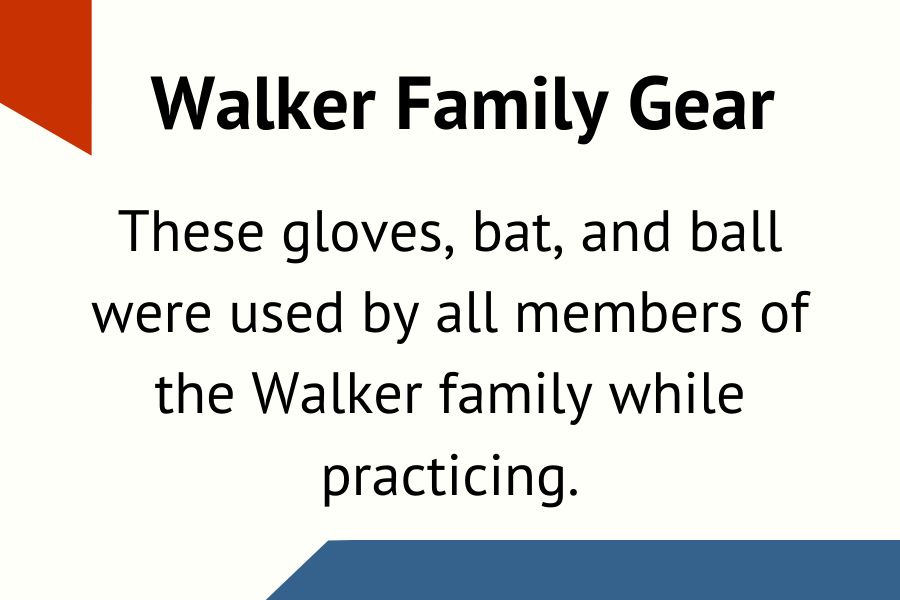 Walker Family Gear
These gloves, bat, and ball
were used by all members of
the Walker family while
practicing.